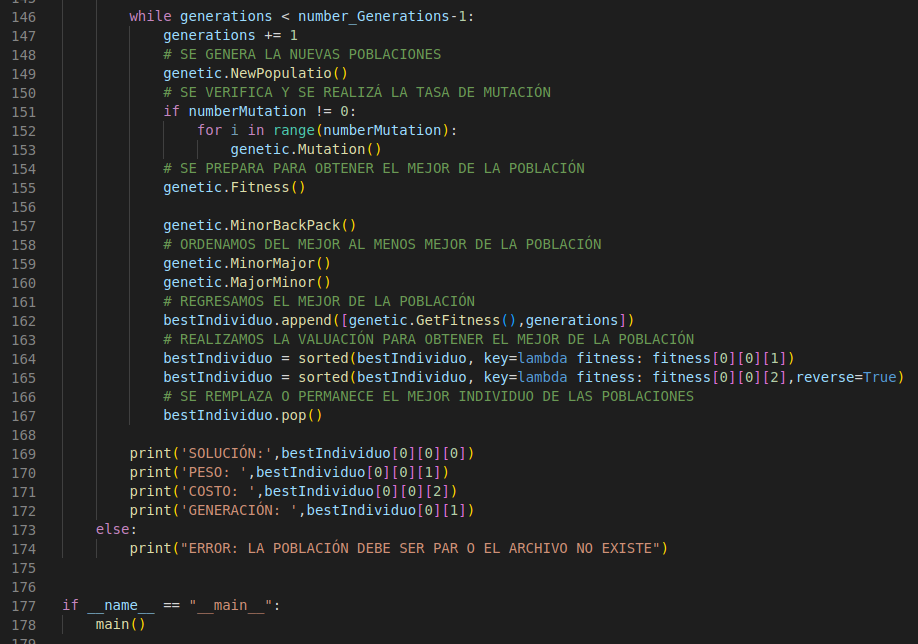 146 while generations < number_Generations-1:
147 generations += 1
148 # SE GENERA LA NUEVAS POBLACIONES
149 genetic.NewPopulatio()
150 # SE VERIFICA Y SE REALIZÁ LA TASA DE MUTACIÓN
151 if numberMutation != 0:
152 for i in range(numberMutation):
153 genetic.Mutation()
154 # SE PREPARA PARA OBTENER EL MEJOR DE LA POBLACIÓN
155 genetic.Fitness()
156
157 genetic.MinorBackPack()
158 # ORDENAMOS DEL MEJOR AL MENOS MEJOR DE LA POBLACIÓN
159 genetic.MinorMajor()
160 genetic.MajorMinor()
161 # REGRESAMOS EL MEJOR DE LA POBLACIÓN
162 bestIndividuo.append([genetic.GetFitness(),generations])
163 # REALIZAMOS LA VALUACIÓN PARA OBTENER EL MEJOR DE LA POBLACIÓN
164 bestIndividuo = sorted(bestIndividuo, key=lambda fitness: fitness[0][0][1])
165 bestIndividuo = sorted(bestIndividuo, key=lambda fitness: fitness[0][0][2],reverse=True)
166 # SE REMPLAZA O PERMANECE EL MEJOR INDIVIDUO DE LAS POBLACIONES
167 bestIndividuo.pop()
168
169 print('SOLUCIÓN:',bestIndividuo[0][0][0])
170 print('PESO: ',bestIndividuo[0][0][1])
171 print('COSTO: ',bestIndividuo[0][0][2])
172 print('GENERACIÓN: ',bestIndividuo[0][1])
173 else:
174 print("ERROR: LA POBLACIÓN DEBE SER PAR O EL ARCHIVO NO EXISTE")
175
176
177 if __name__ == "__main__":
178 main()